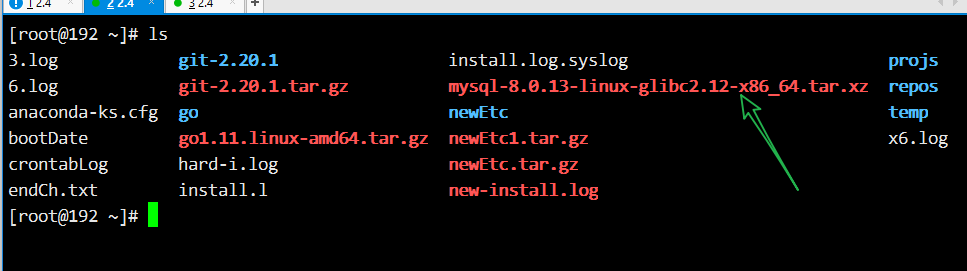 1 2.4 × 2 2.4 × 3 2.4 × +
[root@192 ~]# ls
3.log git-2.20.1 install.log.syslog projs
6.log git-2.20.1.tar.gz mysql-8.0.13-linux-glibc2.12-x86_64.tar.xz repos
anaconda-ks.cfg go newEtc temp
bootDate go1.11.linux-amd64.tar.gz newEtc1.tar.gz x6.log
crontabLog hard-i.log newEtc.tar.gz
endCh.txt install.l new-install.log
[root@192 ~]#